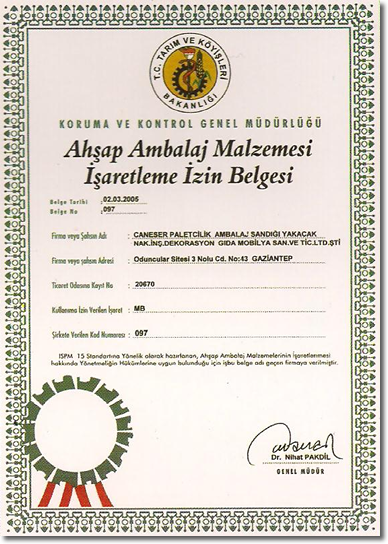 T.C. TARIM VE KÖYİŞLERİ
BAKANLIĞI
KORUMA VE KONTROL GENEL MÜDÜRLÜĞÜ
Ahşap Ambalaj Malzemesi
İşaretleme İzin Belgesi
Belge Tarihi : 02.03.2005
Belge No : 097
Firma veya Şahsın Adı : CANESER PALETCİLİK AMBALAJ SANDIĞI YAKACAK
NAK.İNŞ.DEKORASYON GIDA MOBİLYA SAN.VE TİC.LTD.ŞTİ
Firma veya Şahsın Adresi : Oduncular Sitesi 3 Nolu Cd. No:43 GAZİANTEP
Ticaret Odasına Kayıt No : 20670
Kullanıma İzin Verilen İşaret : MB
Şirkete Verilen Kod Numarası : 097
ISPM 15 Standartına Yönelik olarak hazırlanan, Ahşap Ambalaj Malzemelerinin İşaretlenmesi
hakkında Yönetmeliğin Hükümlerine uygun bulunduğu için işbu belge adı geçen firmaya verilmiştir.
Dr. Nihat PAKDİL
GENEL MÜDÜR